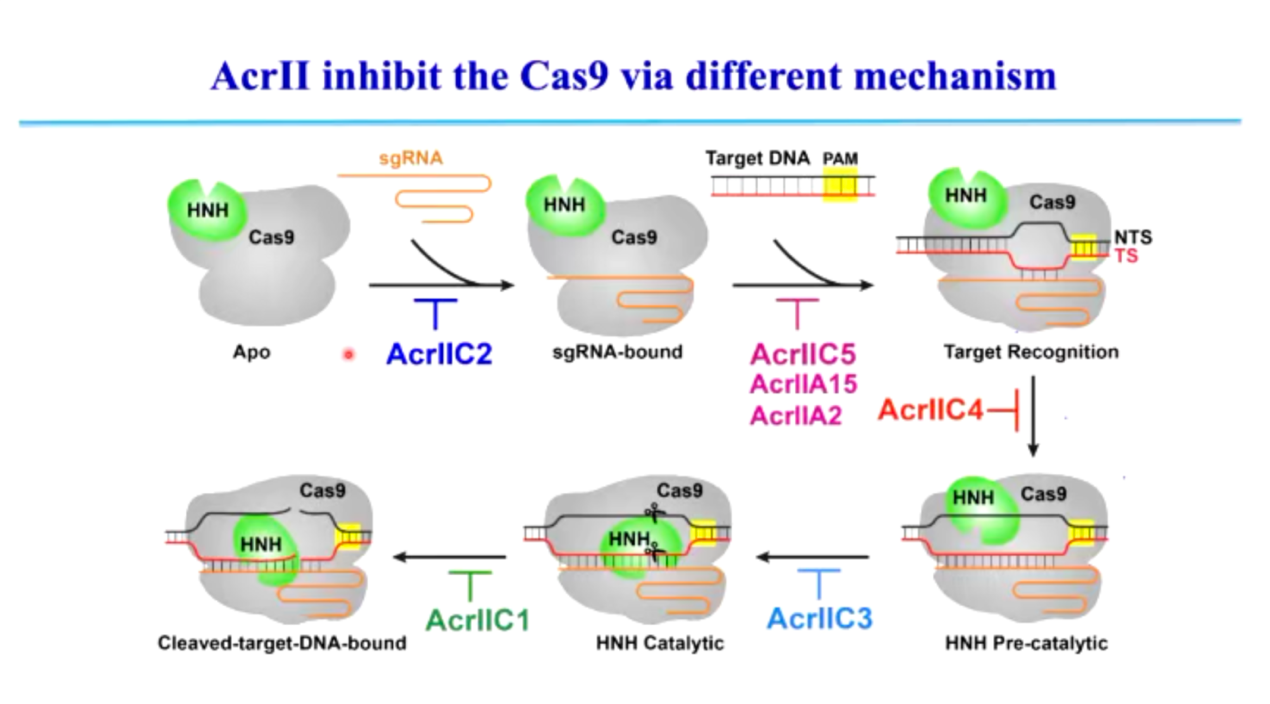 AcrII inhibit the Cas9 via different mechanism
sgRNA
Target DNA PAM
HNH
Cas9
HNH
Cas9
HNH
Cas9
NTS
TS
Apo
AcrIIC2
sgRNA-bound
AcrIIC5
AcrIIA15
AcrIIA2
Target Recognition
AcrIIC4
Cas9
HNH
Cas9
HNH
HNH Cas9
AcrIIC1
AcrIIC3
Cleaved-target-DNA-bound
HNH Catalytic
HNH Pre-catalytic